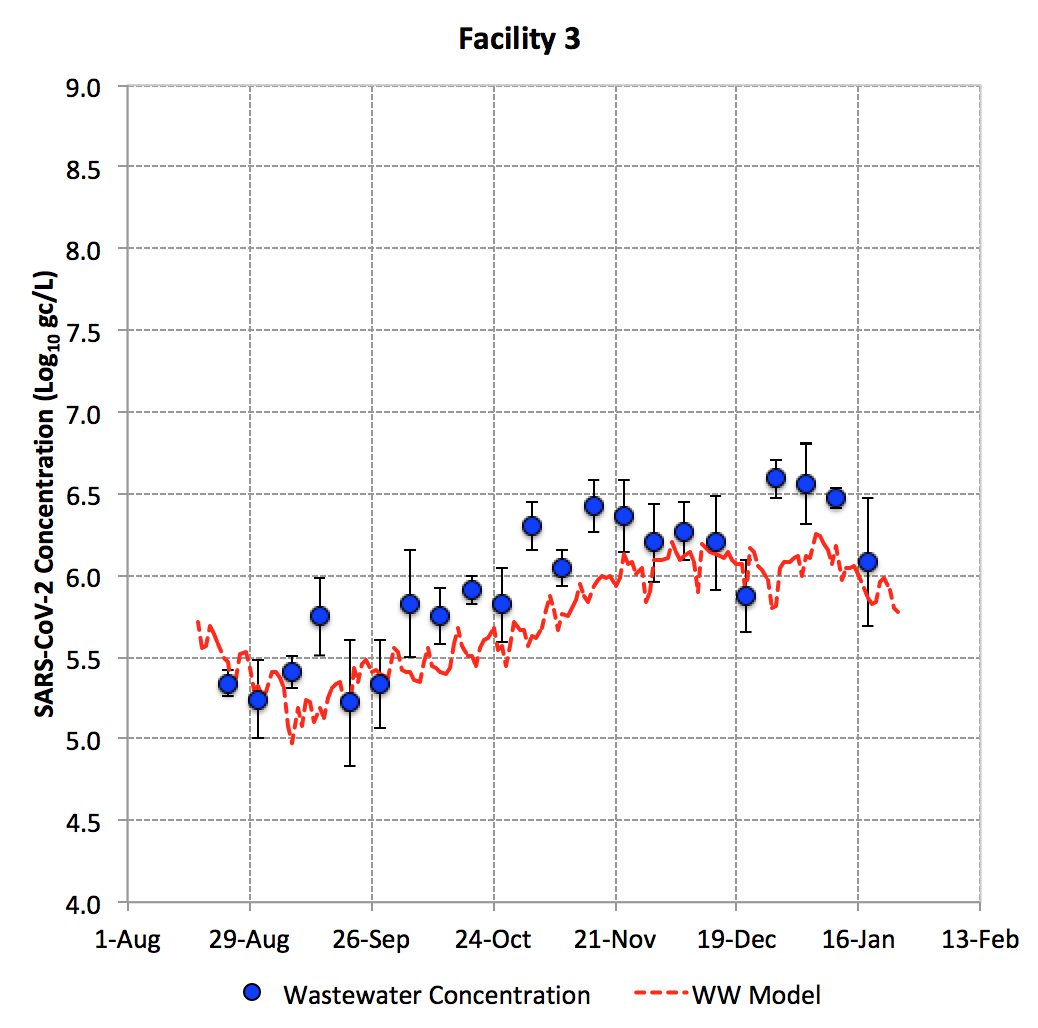 Facility 3
SARS-CoV-2 Concentration (Log10 gc/L)
9.0
8.5
8.0
7.5
7.0
6.5
6.0
5.5
5.0
4.5
4.0
1-Aug 29-Aug 26-Sep 24-Oct 21-Nov 19-Dec 16-Jan 13-Feb
Wastewater Concentration WW Model